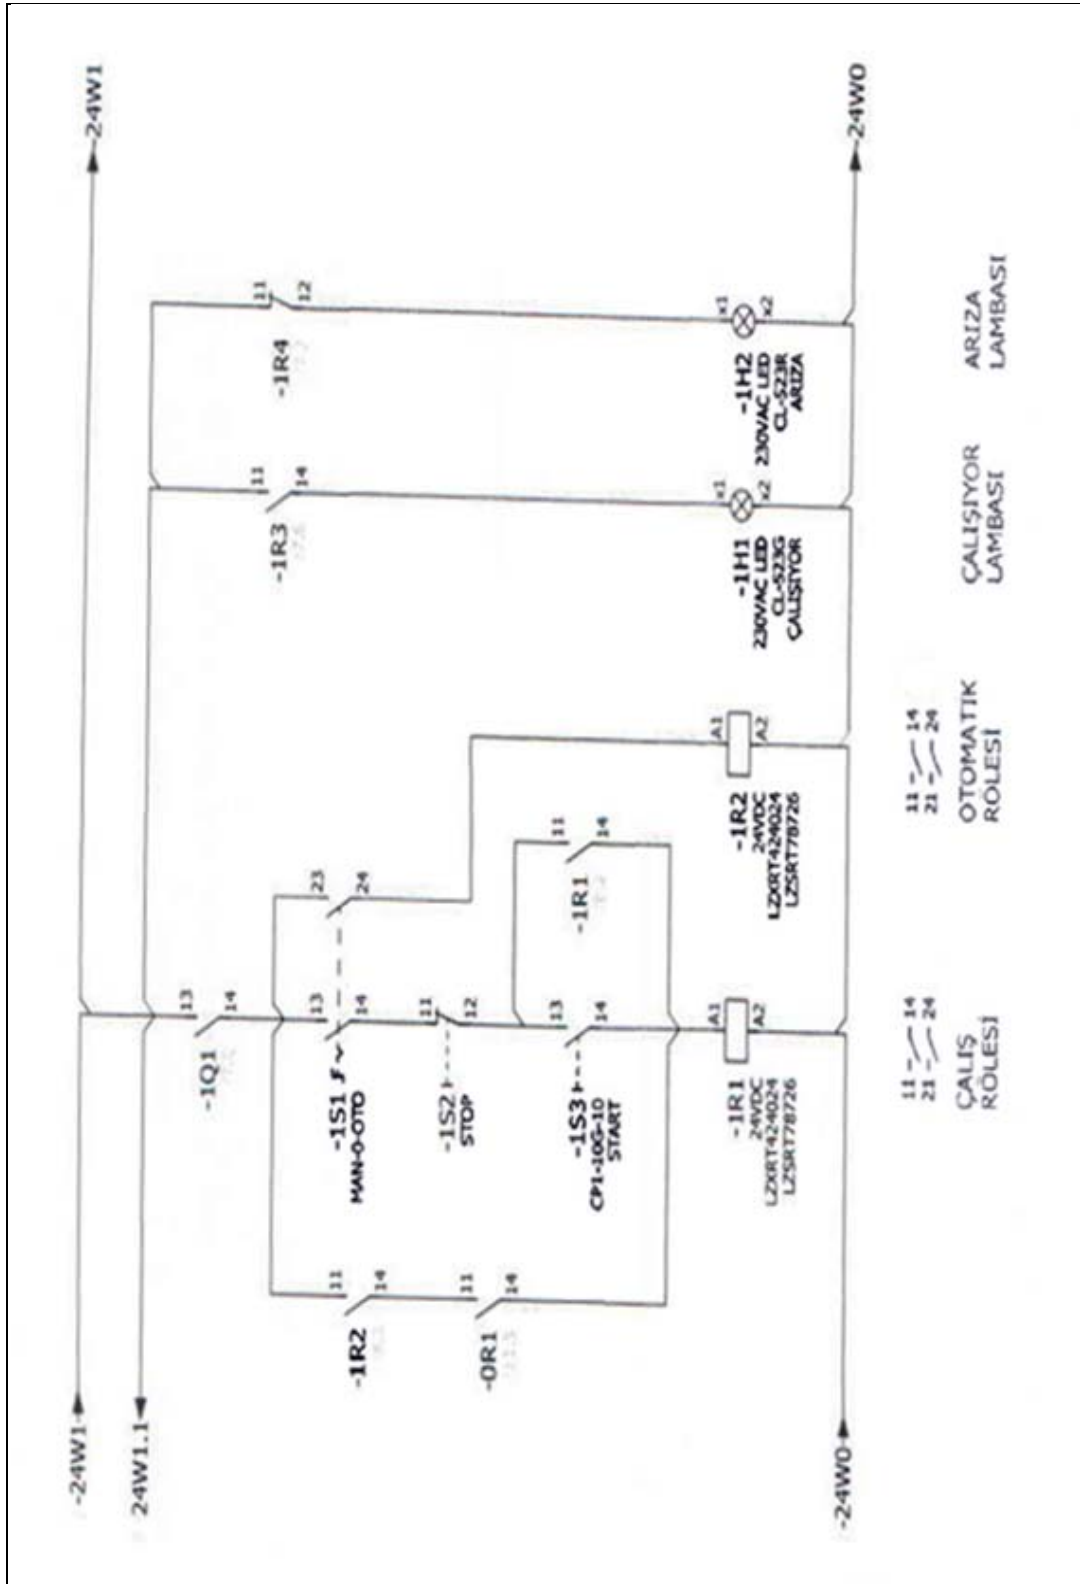 -24W1
-24W1
24W1.1
-1Q1
13
14
-1R2
11
14
-0R1
11
14
-1S1
MAN-0-OTO
13
14
23
24
-1S2
STOP
11
12
-1S3
CP1-10G-10
START
13
14
-1R1
11
14
-1R3
11
14
-1R4
11
12
-1R1
24VDC
LZXRT424024
LZSRT78726
A1
A2
-1R2
24VDC
LZXRT424024
LZSRT78726
A1
A2
-1H1
230VAC LED
CL-523G
ÇALIŞIYOR
x1
x2
-1H2
230VAC LED
CL-523R
ARIZA
x1
x2
-24W0
-24W0
11 14
21 24
ÇALIŞ
RÖLESİ
11 14
21 24
OTOMATİK
RÖLESİ
ÇALIŞIYOR
LAMBASI
ARIZA
LAMBASI